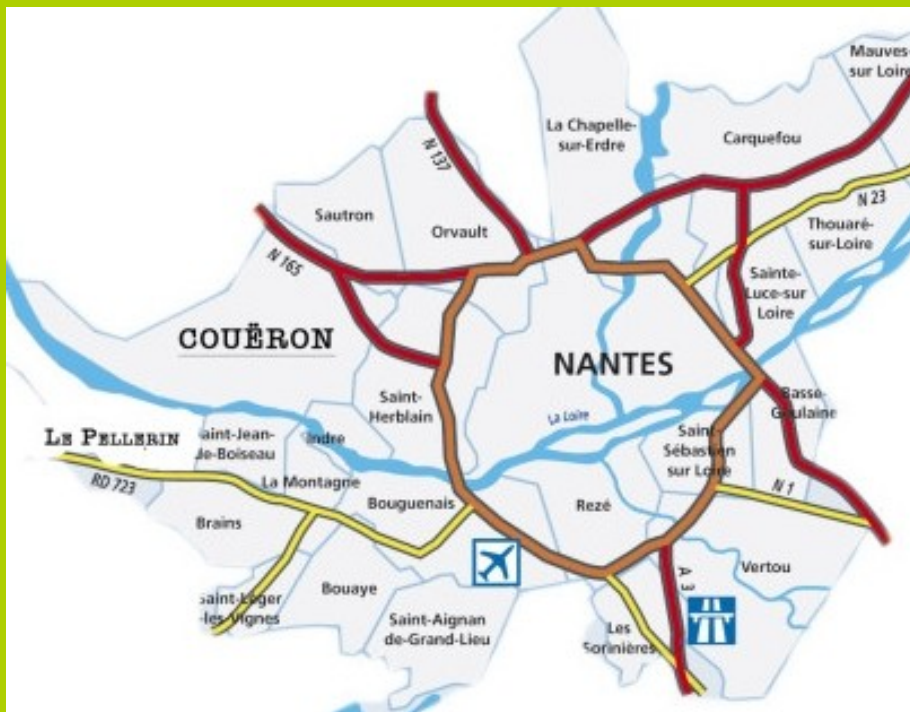 Mauves-
sur Loire
La Chapelle-
sur-Erdre
Carquefou
N 137
N 23
Sautron
Orvault
Thouaré-
sur-Loire
N 165
Sainte-
Luce-sur
Loire
COUËRON
NANTES
Saint-
Herblain
Basse-
Goulaine
La Loire
LE PELLERIN
aint-Jean-
de-Boiseau
Indre
Saint-
Sébastien
sur Loire
La Montagne
RD 723
Bouguenais
Rezé
N 1
Brains
Vertou
Bouaye
A 3
Saint-Léger
-les-Vignes
Saint-Aignan
de-Grand-Lieu
Les
Sorinières